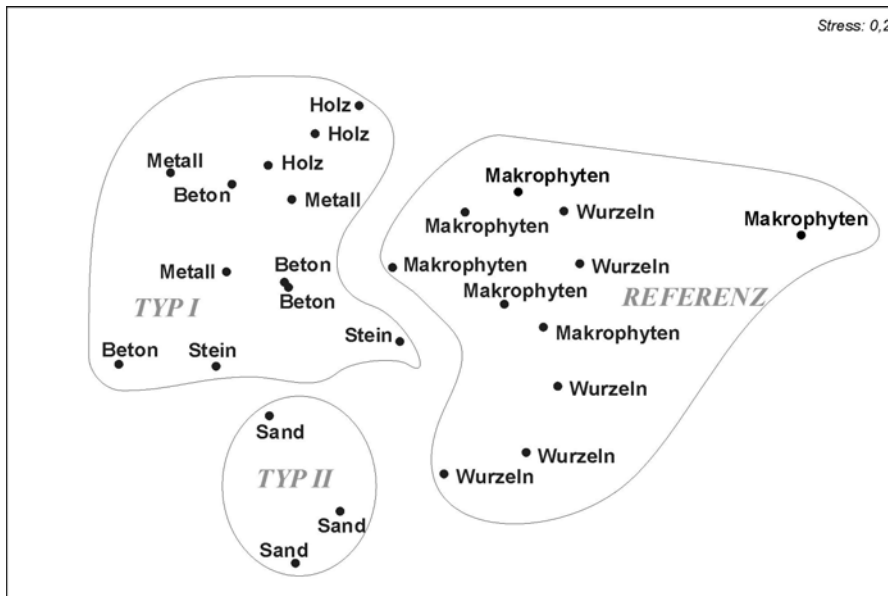 Stress: 0,2
Holz
Holz
Metall
Holz
Beton
Metall
Makrophyten
Makrophyten
Wurzeln
Makrophyten
Metall
Beton
Beton
Makrophyten
Wurzeln
Makrophyten
REFERENZ
TYP I
Stein
Makrophyten
Beton
Stein
Wurzeln
Sand
Wurzeln
Wurzeln
TYP II
Sand
Sand